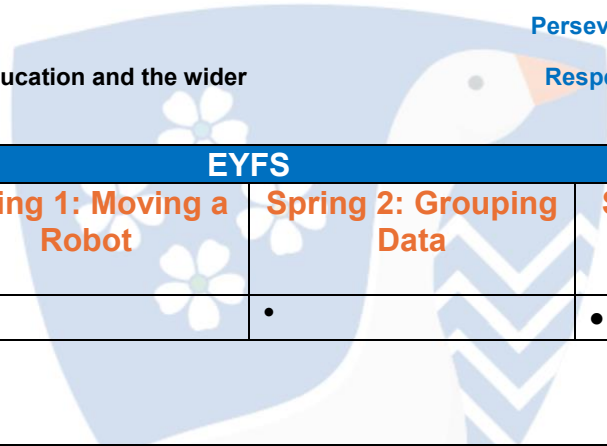 Persev
ucation and the wider
Respe
EYFS
ing 1: Moving a
Robot
Spring 2: Grouping
Data
S
•
•